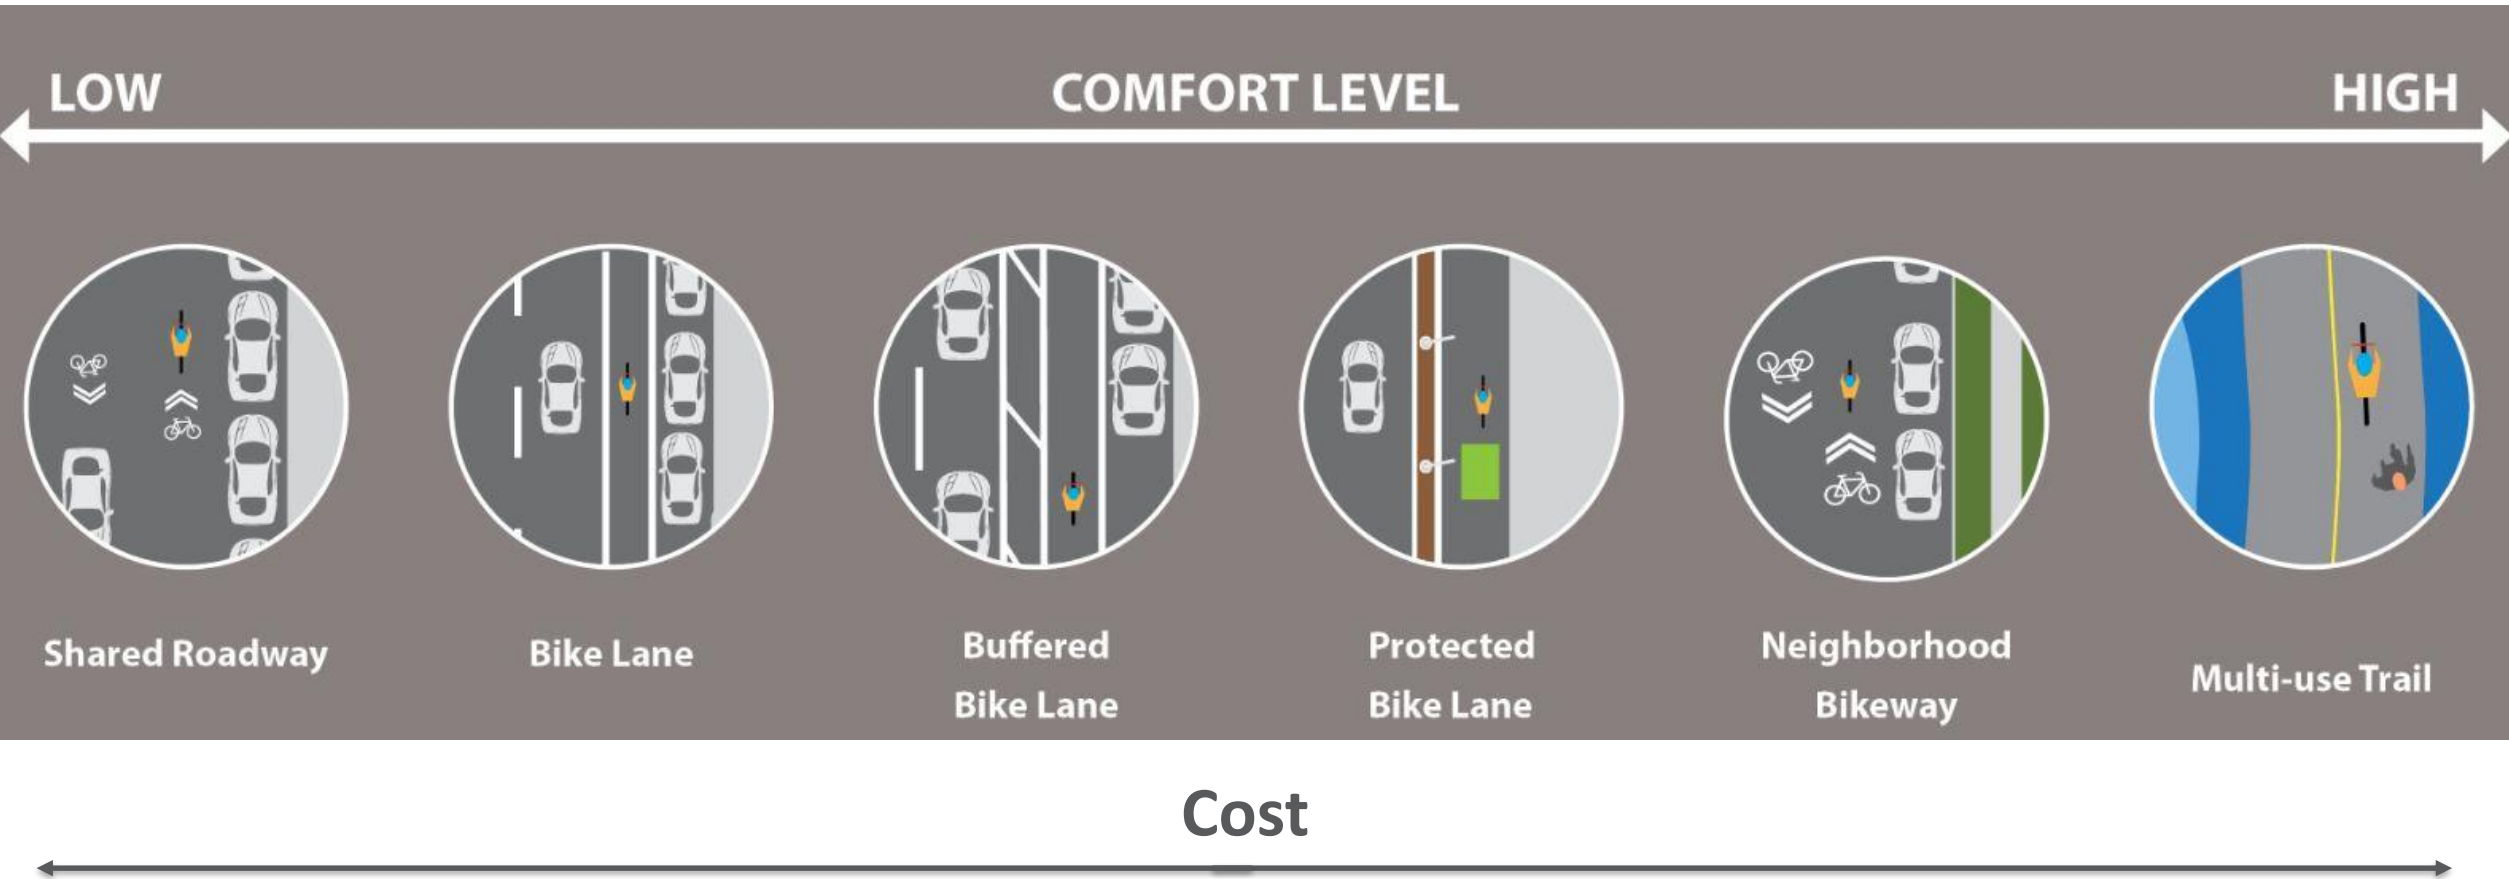 LOW
COMFORT LEVEL
HIGH
Shared Roadway
Bike Lane
Buffered
Bike Lane
Protected
Bike Lane
Neighborhood
Bikeway
Multi-use Trail
Cost